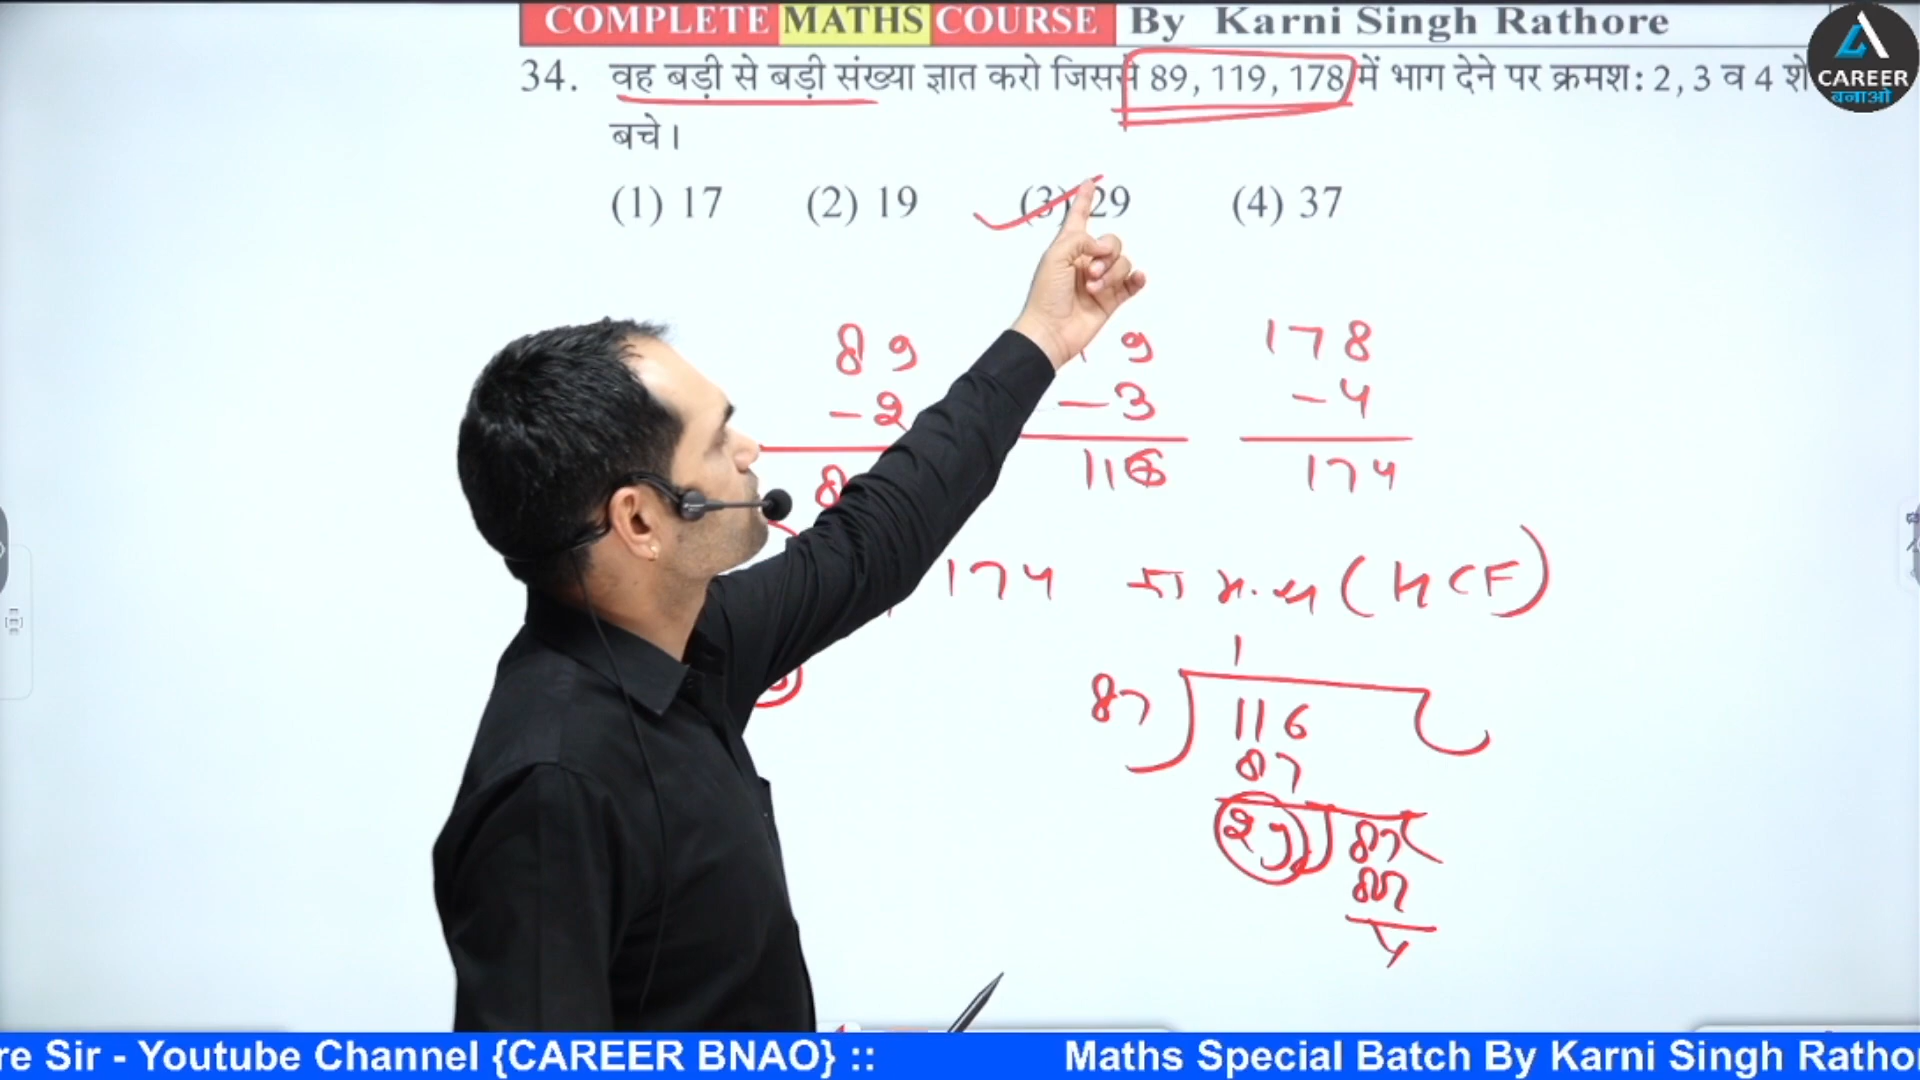 COMPLETE MATHS COURSE By Karni Singh Rathore
CAREER
बनाओ
34. वह बड़ी से बड़ी संख्या ज्ञात करो जिससे 89, 119, 178 में भाग देने पर क्रमश: 2, 3 व 4 शे
बचे।
(1) 17 (2) 19 (3) 29 (4) 37
89 9 178
-2 -3 -4
8 116 174
174 का म.स (HCF)
1
87 116
87
29 87
87
re Sir - Youtube Channel {CAREER BNAO} :: Maths Special Batch By Karni Singh Rathor